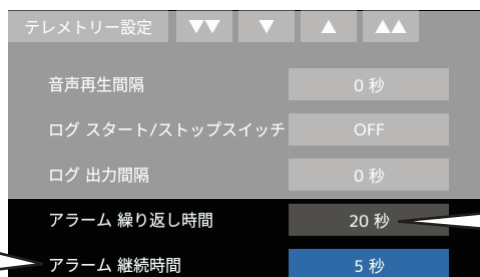 テレメトリー設定 ▼▼ ▼ ▲ ▲▲
音声再生間隔 0 秒
ログ スタート/ストップスイッチ OFF
ログ 出力間隔 0 秒
アラーム 繰り返し時間 20 秒
アラーム 継続時間 5 秒